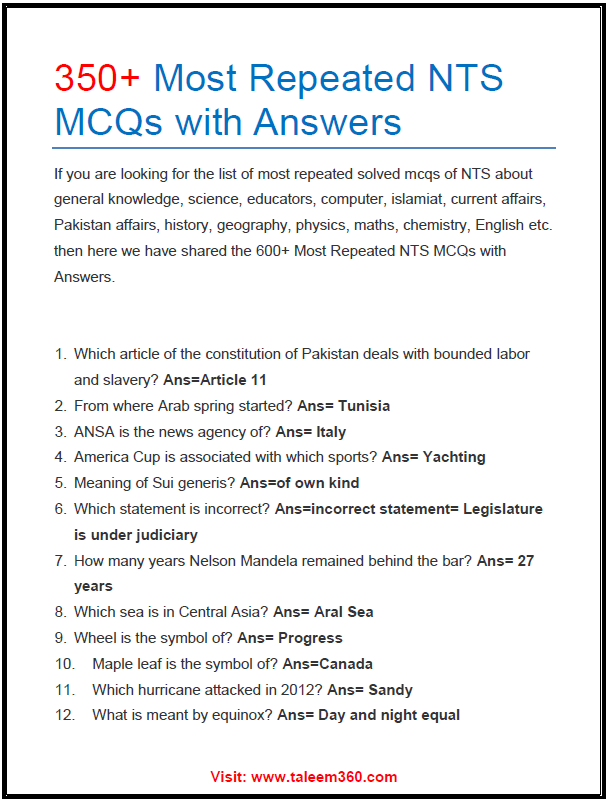 350+ Most Repeated NTS
MCQs with Answers
If you are looking for the list of most repeated solved mcqs of NTS about
general knowledge, science, educators, computer, islamiat, current affairs,
Pakistan affairs, history, geography, physics, maths, chemistry, English etc.
then here we have shared the 600+ Most Repeated NTS MCQs with
Answers.
1. Which article of the constitution of Pakistan deals with bounded labor
and slavery? Ans=Article 11
2. From where Arab spring started? Ans= Tunisia
3. ANSA is the news agency of? Ans= Italy
4. America Cup is associated with which sports? Ans= Yachting
5. Meaning of Sui generis? Ans=of own kind
6. Which statement is incorrect? Ans=incorrect statement= Legislature
is under judiciary
7. How many years Nelson Mandela remained behind the bar? Ans= 27
years
8. Which sea is in Central Asia? Ans= Aral Sea
9. Wheel is the symbol of? Ans= Progress
10. Maple leaf is the symbol of? Ans=Canada
11. Which hurricane attacked in 2012? Ans= Sandy
12. What is meant by equinox? Ans= Day and night equal
Visit: www.taleem360.com